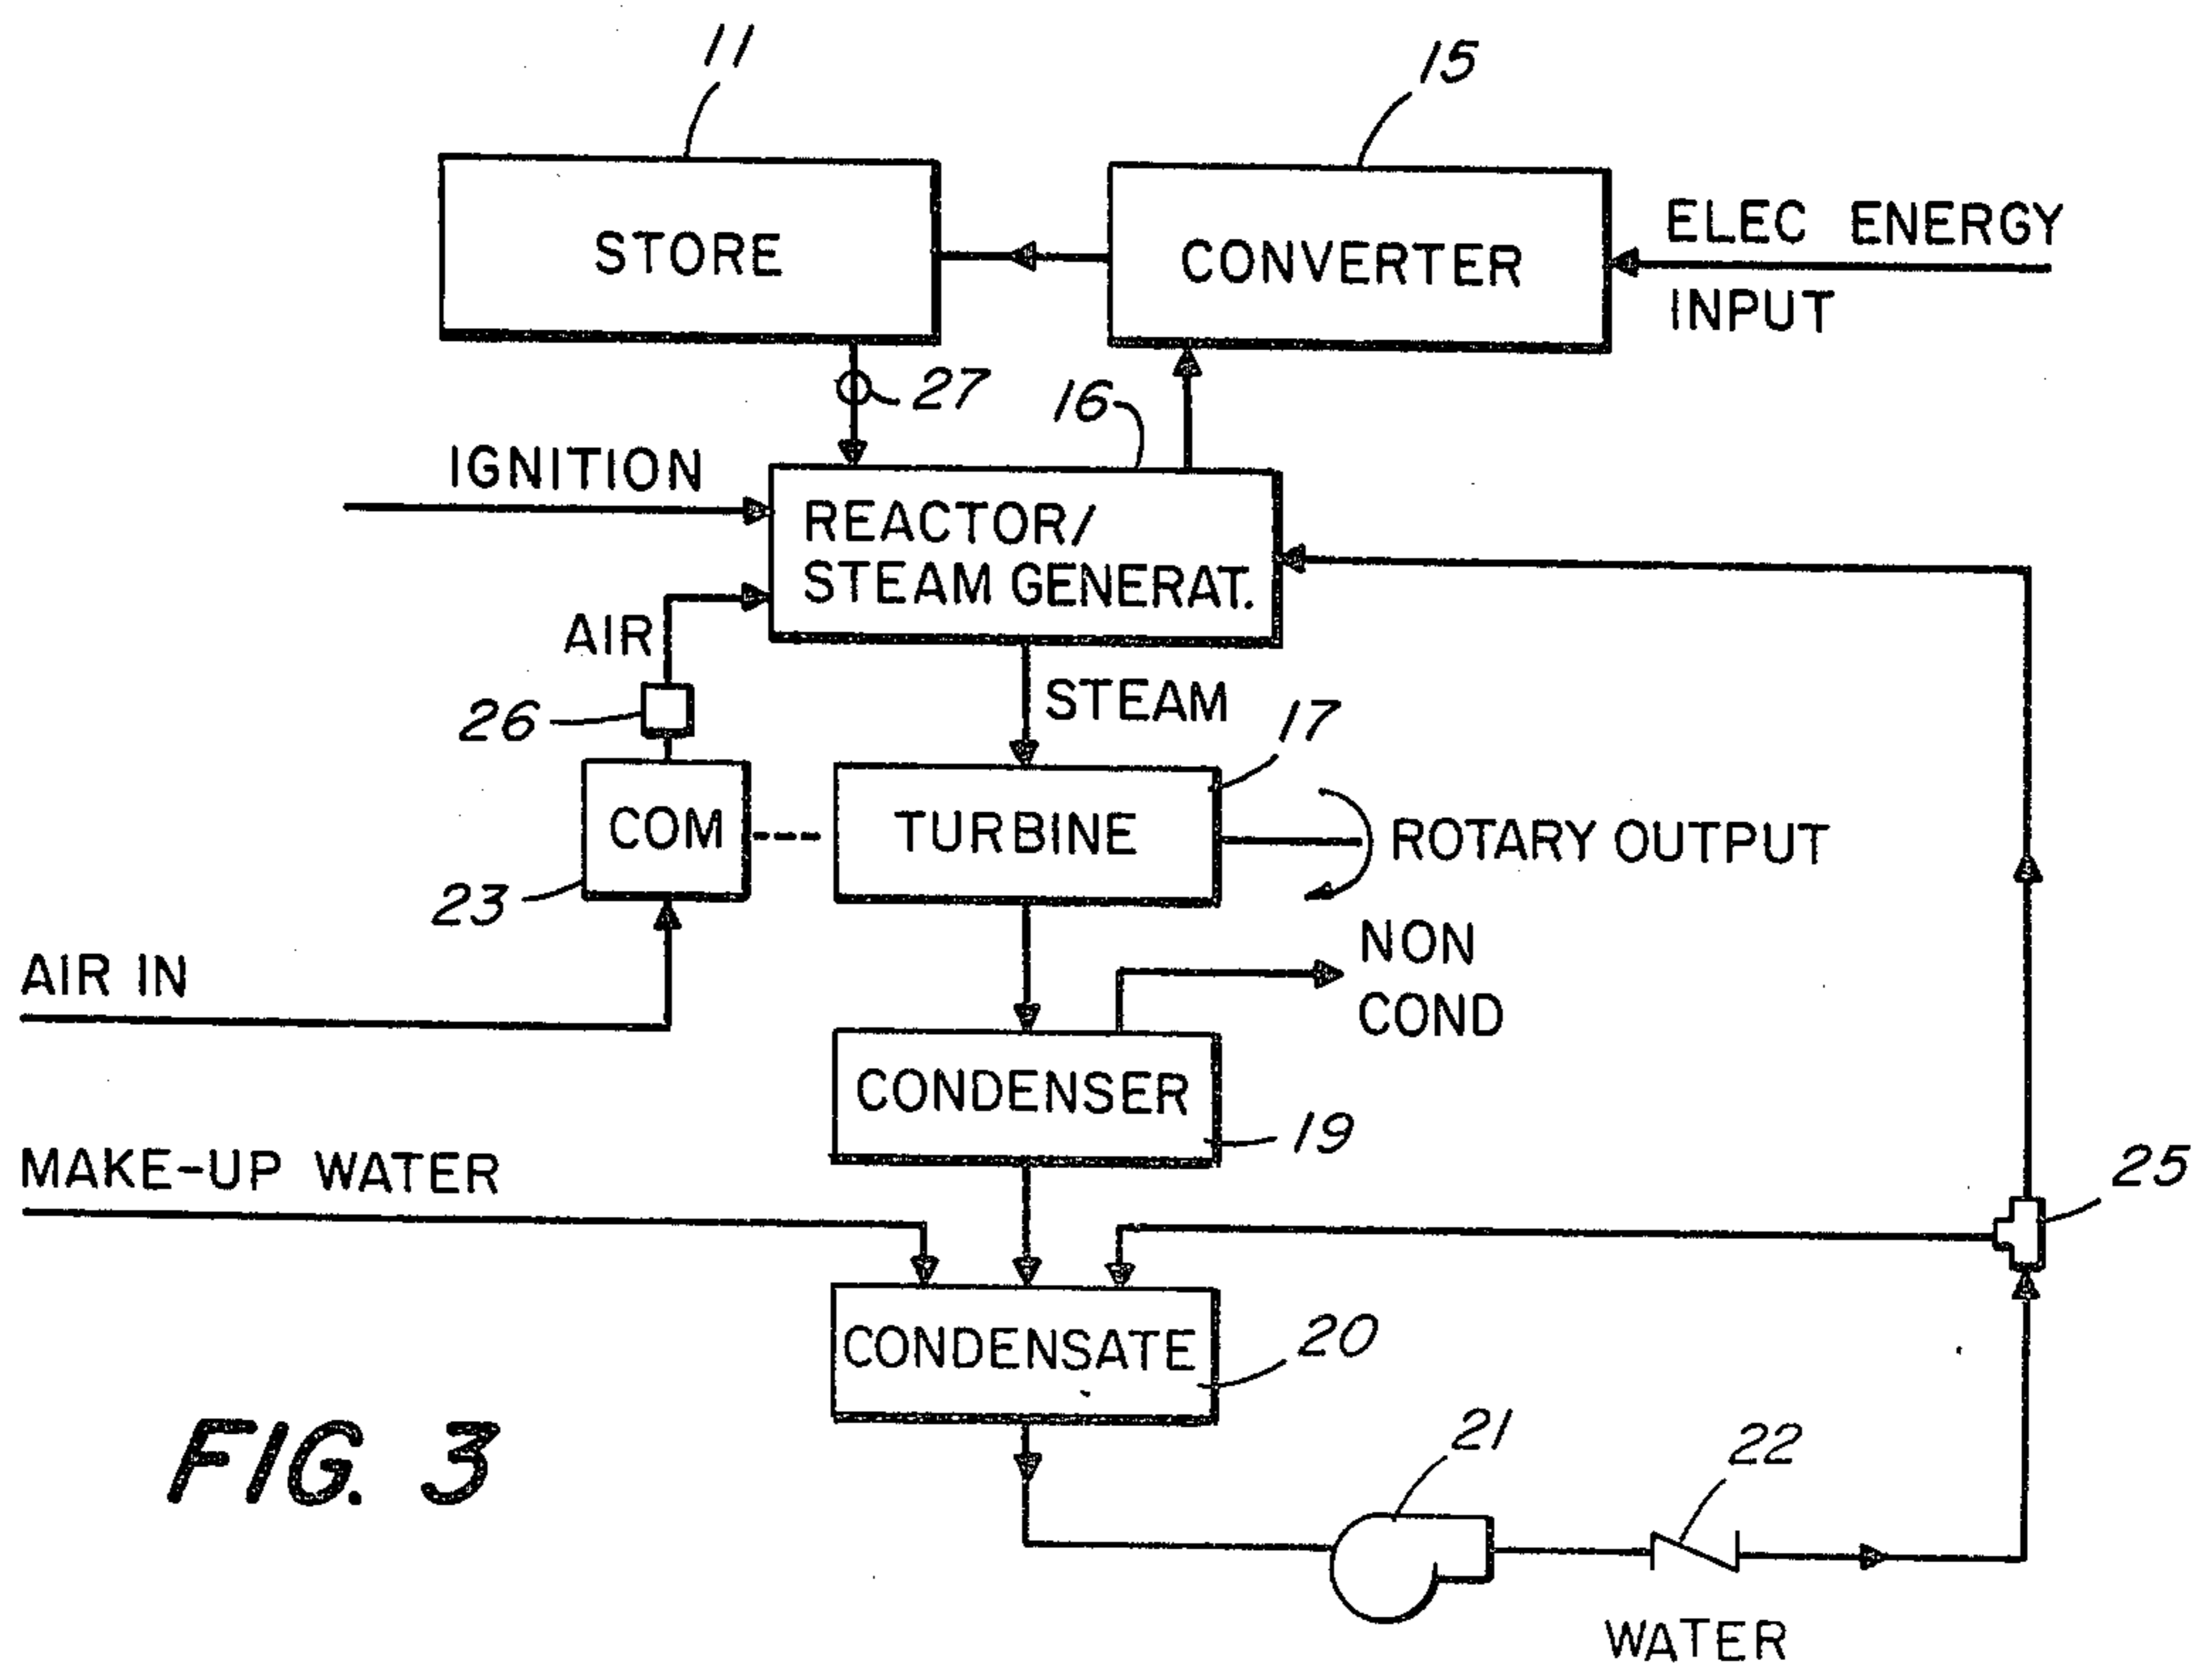 11
15
STORE
CONVERTER
ELEC ENERGY
INPUT
27
16
IGNITION
REACTOR/
STEAM GENERAT.
AIR
26
STEAM
17
COM
TURBINE
ROTARY OUTPUT
23
NON
COND
AIR IN
CONDENSER
19
MAKE-UP WATER
25
CONDENSATE
20
21
22
FIG. 3
WATER